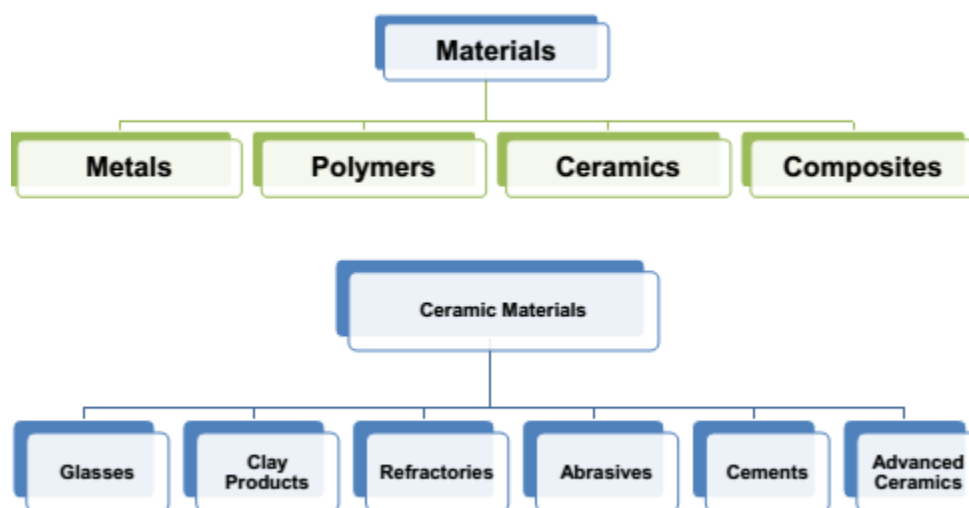 Materials
Metals
Polymers
Ceramics
Composites
Ceramic Materials
Glasses
Clay
Products
Refractories
Abrasives
Cements
Advanced
Ceramics